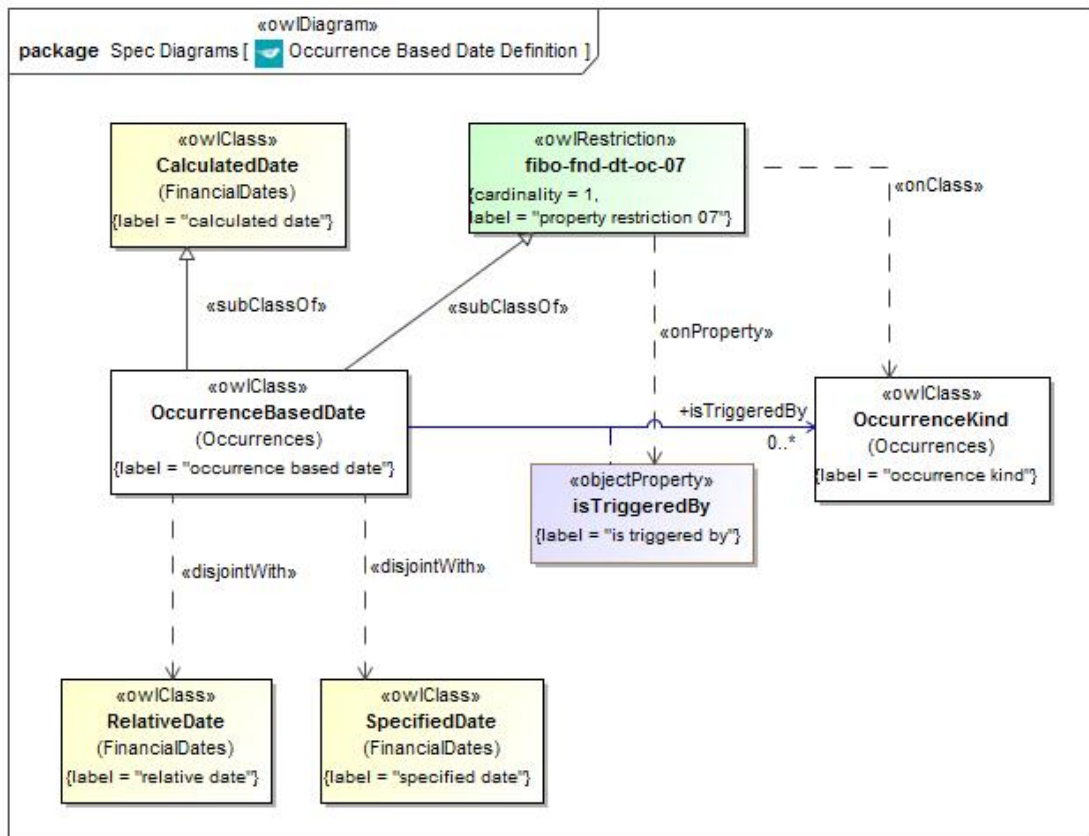 «owlDiagram»
package Spec Diagrams [ Occurrence Based Date Definition ]
«owlClass»
CalculatedDate
(FinancialDates)
{label = "calculated date"}
«owlRestriction»
fibo-fnd-dt-oc-07
{cardinality = 1,
label = "property restriction 07"}
«onClass»
«subClassOf»
«subClassOf»
«onProperty»
«owlClass»
OccurrenceBasedDate
(Occurrences)
{label = "occurrence based date"}
+isTriggeredBy
0..*
«owlClass»
OccurrenceKind
(Occurrences)
{label = "occurrence kind"}
«objectProperty»
isTriggeredBy
{label = "is triggered by"}
«disjointWith»
«disjointWith»
«owlClass»
RelativeDate
(FinancialDates)
{label = "relative date"}
«owlClass»
SpecifiedDate
(FinancialDates)
{label = "specified date"}